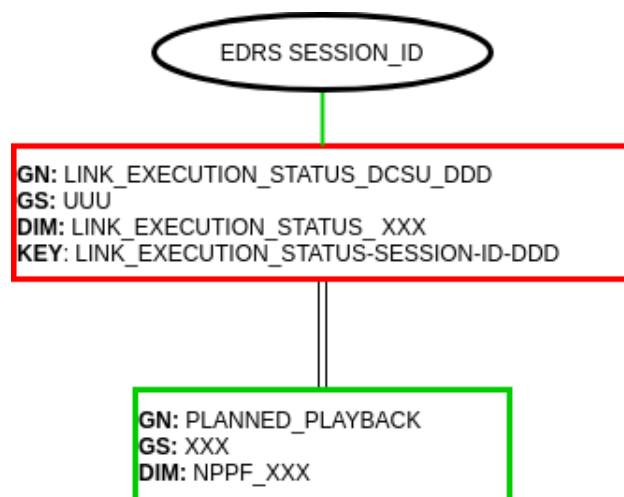 EDRS SESSION_ID
GN: LINK_EXECUTION_STATUS_DCSU_DDD
GS: UUU
DIM: LINK_EXECUTION_STATUS_ XXX
KEY: LINK_EXECUTION_STATUS-SESSION-ID-DDD
GN: PLANNED_PLAYBACK
GS: XXX
DIM: NPPF_XXX